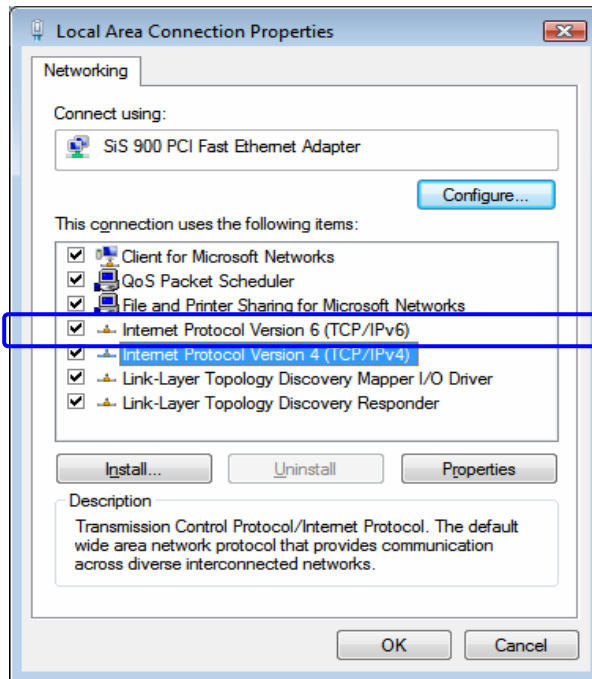 Local Area Connection Properties
Networking
Connect using:
SiS 900 PCI Fast Ethernet Adapter
Configure...
This connection uses the following items:
Client for Microsoft Networks
QoS Packet Scheduler
File and Printer Sharing for Microsoft Networks
Internet Protocol Version 6 (TCP/IPv6)
Internet Protocol Version 4 (TCP/IPv4)
Link-Layer Topology Discovery Mapper I/O Driver
Link-Layer Topology Discovery Responder
Install... Uninstall Properties
Description
Transmission Control Protocol/Internet Protocol. The default
wide area network protocol that provides communication
across diverse interconnected networks.
OK Cancel